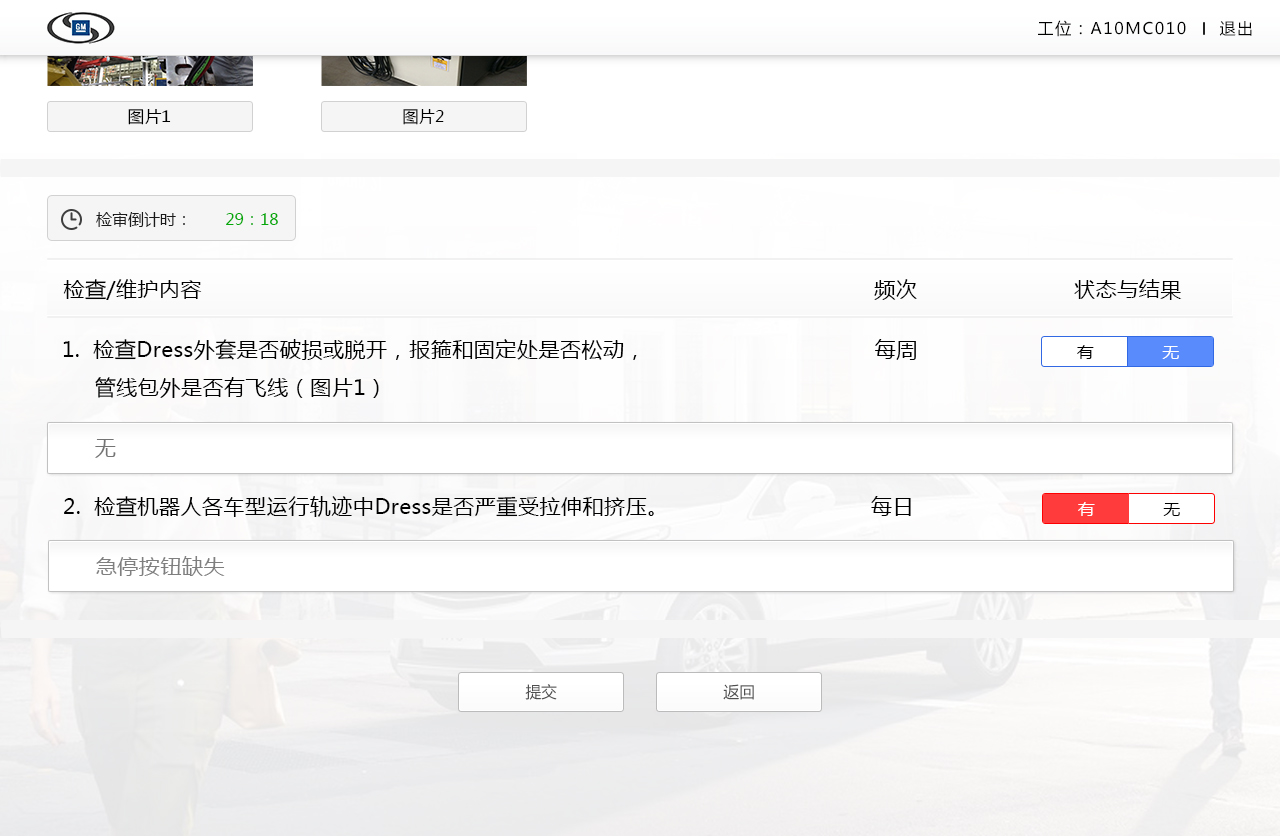 GM
工位：A10MC010 | 退出
图片1 图片2
检审倒计时： 29：18
检查/维护内容 频次 状态与结果
1. 检查Dress外套是否破损或脱开，报箍和固定处是否松动， 每周 有 无
管线包外是否有飞线（图片1）
无
2. 检查机器人各车型运行轨迹中Dress是否严重受拉伸和挤压。 每日 有 无
急停按钮缺失
提交 返回